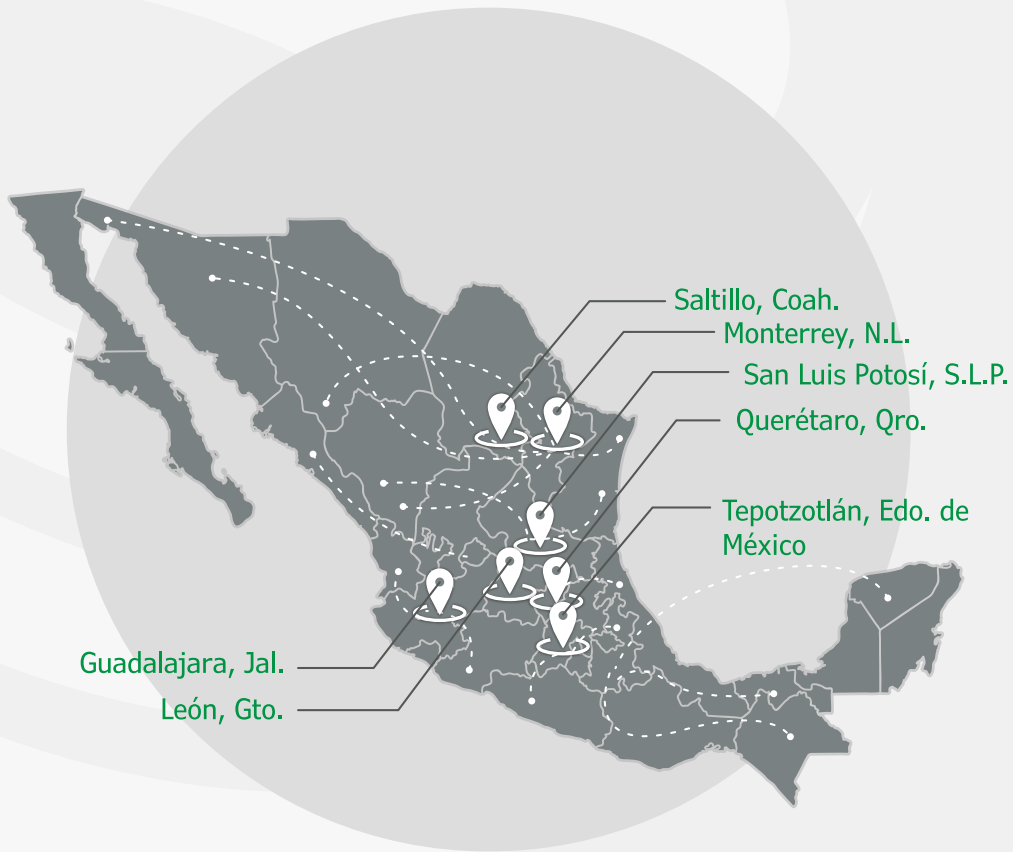 Saltillo, Coah.
Monterrey, N.L.
San Luis Potosí, S.L.P.
Querétaro, Qro.
Tepotzotlán, Edo. de
México
Guadalajara, Jal.
León, Gto.